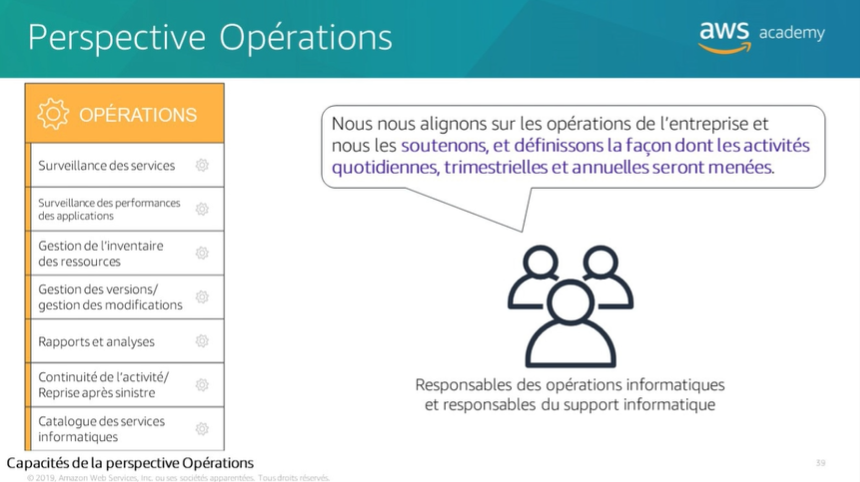 Perspective Opérations
aws academy
OPÉRATIONS
Surveillance des services
Surveillance des performances
des applications
Gestion de l'inventaire
des ressources
Gestion des versions/
gestion des modifications
Rapports et analyses
Continuité de l'activité/
Reprise après sinistre
Catalogue des services
informatiques
Capacités de la perspective Opérations
Nous nous alignons sur les opérations de l'entreprise et
nous les soutenons, et définissons la façon dont les activités
quotidiennes, trimestrielles et annuelles seront menées.
Responsables des opérations informatiques
et responsables du support informatique
© 2019, Amazon Web Services, Inc. ou ses sociétés apparentées. Tous droits réservés.
39